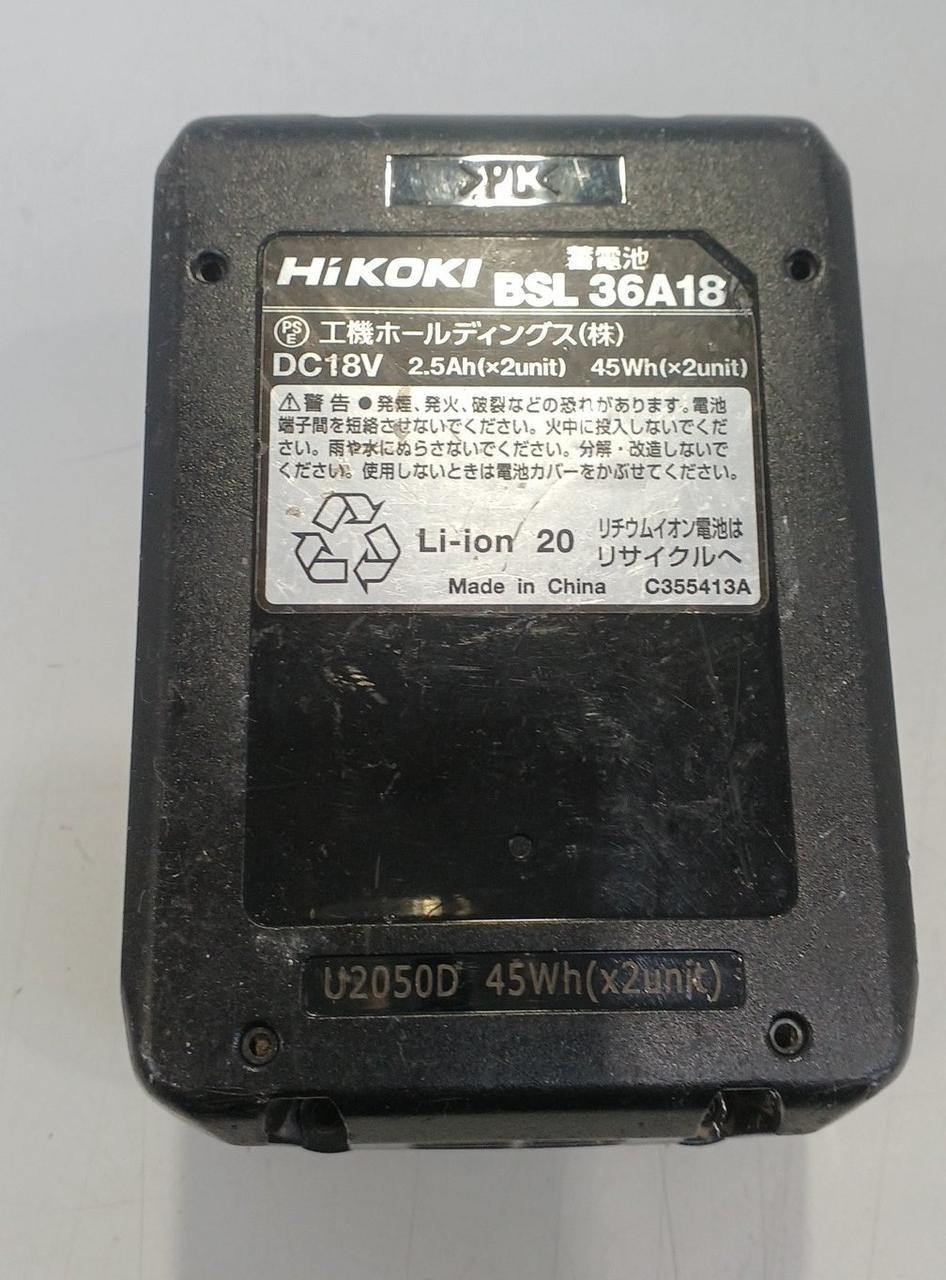 >PC<
HiKOKI
蓄電池
BSL 36A18
PS
E
工機ホールディングス(株)
DC18V 2.5Ah(×2unit) 45Wh(×2unit)
⚠警告 ●発煙、発火、破裂などの恐れがあります。電池
端子間を短絡させないでください。火中に投入しないでくだ
さい。雨や水にぬらさないでください。分解・改造しないで
ください。使用しないときは電池カバーをかぶせてください。
Li-ion 20
リチウムイオン電池は
リサイクルへ
Made in China C355413A
U2050D 45Wh(x2unit)